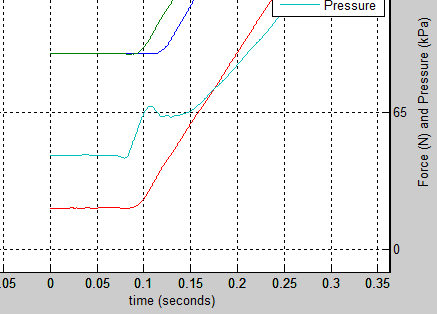 Pressure
Force (N) and Pressure (kPa)
65
0
.05 0 0.05 0.1 0.15 0.2 0.25 0.3 0.35
time (seconds)